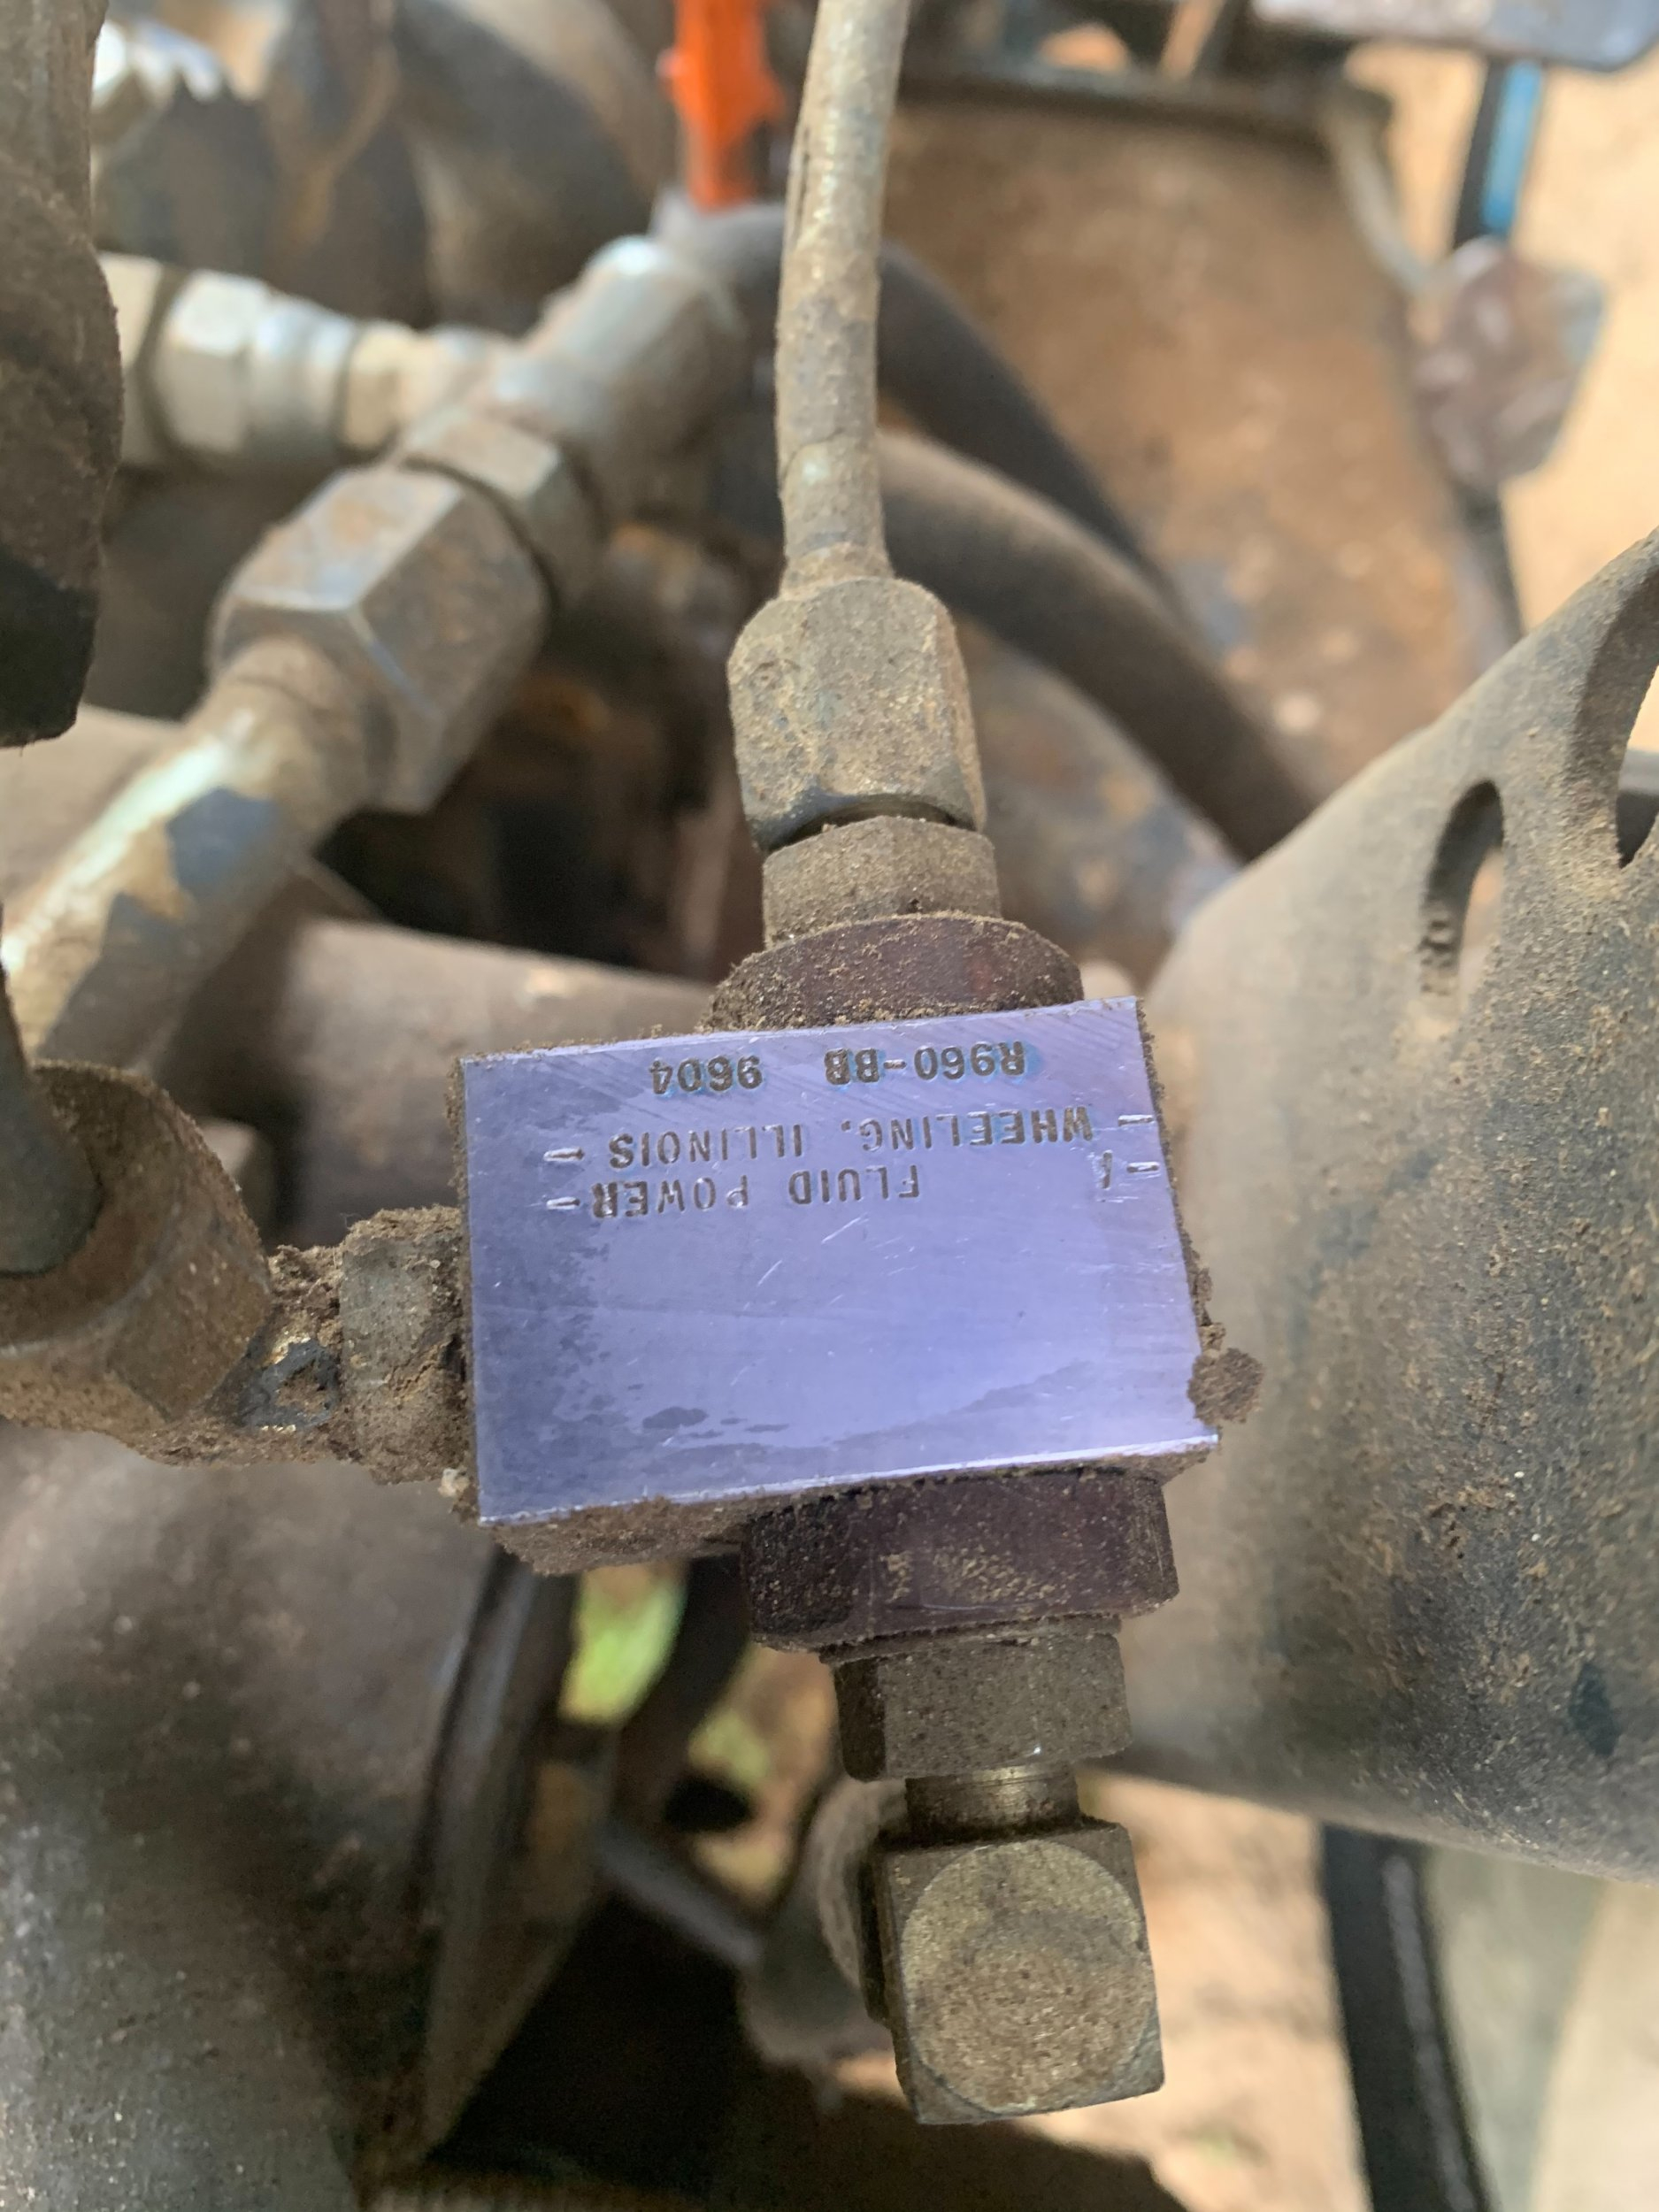 FLUID POWER
WHEELING, ILLINOIS
R960-BB 9604